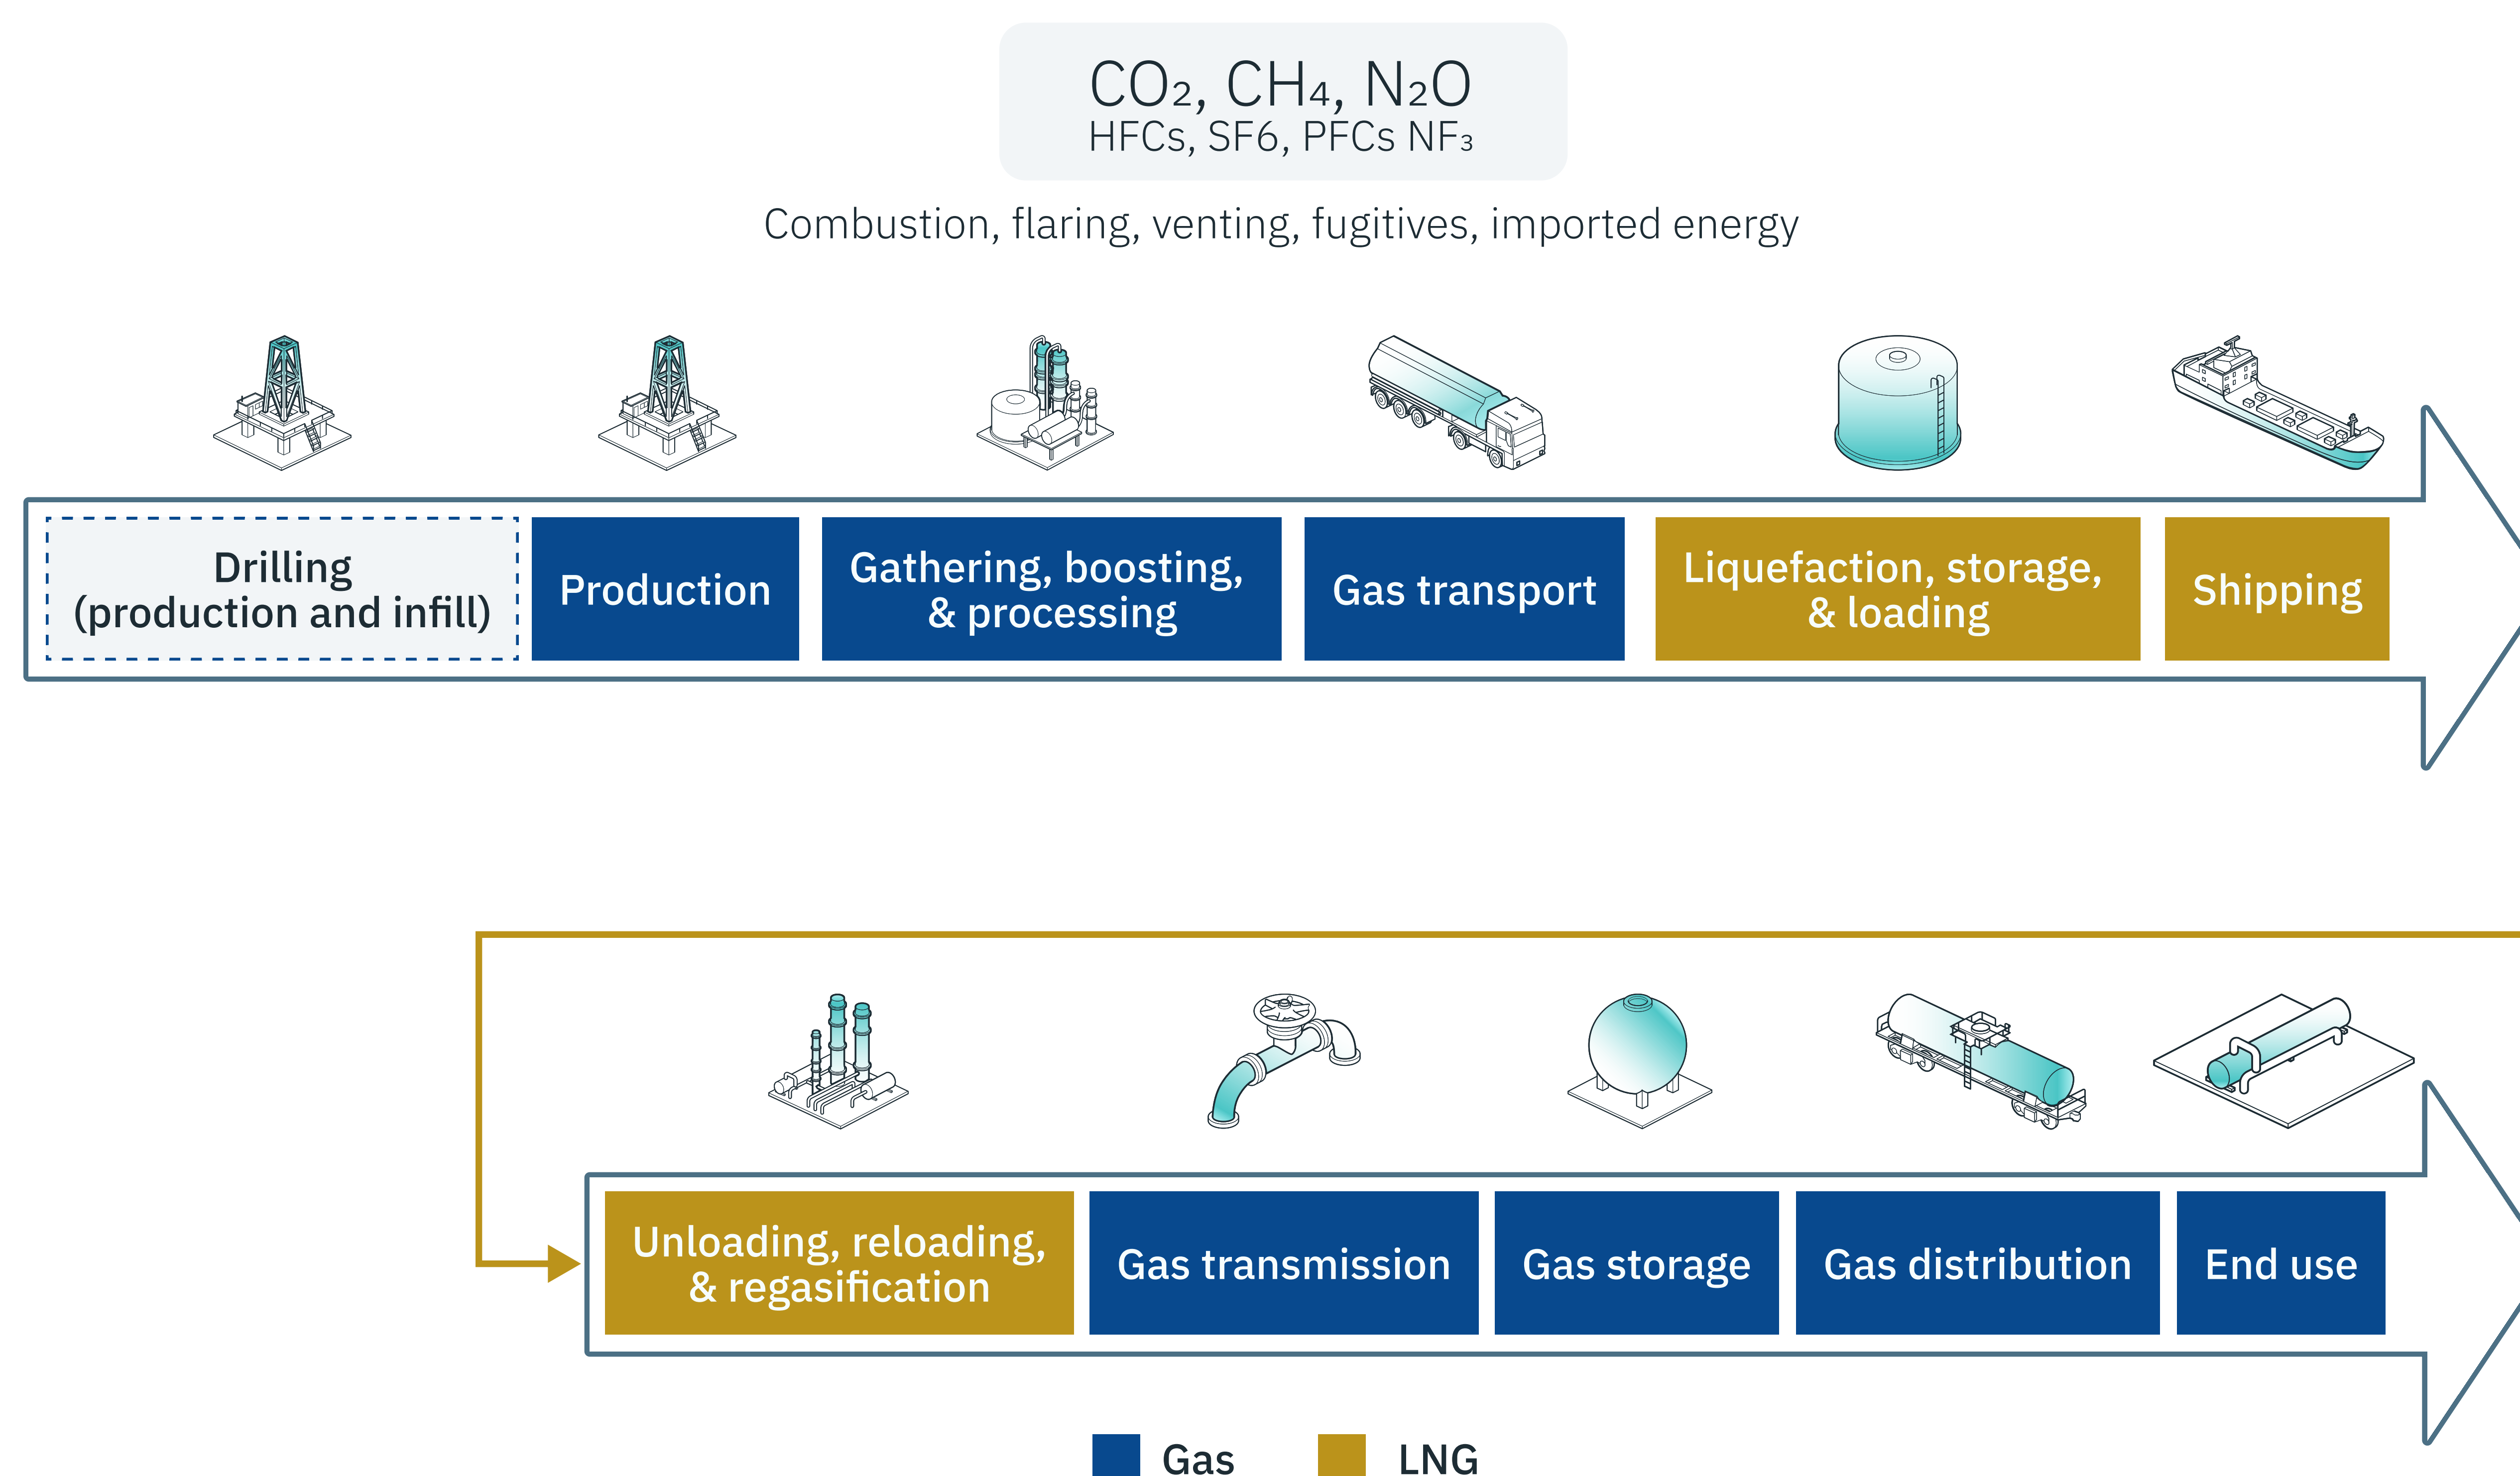 CO₂, CH₄, N₂O
HFCs, SF6, PFCs NF₃
Combustion, flaring, venting, fugitives, imported energy
Drilling
(production and infill)
Production
Gathering, boosting,
& processing
Gas transport
Liquefaction, storage,
& loading
Shipping
Unloading, reloading,
& regasification
Gas transmission
Gas storage
Gas distribution
End use
Gas
LNG